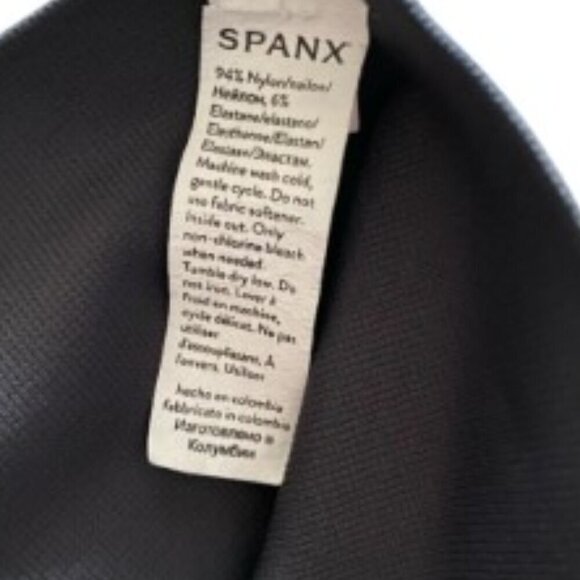 SPANX
94% Nylon/nailon/
Нейлон, 6%
Elastane/elastano/
Elasthanne/Elastan/
Elastaan/Эластан.
Machine wash cold,
gentle cycle. Do not
use fabric softener.
Inside out. Only
non-chlorine bleach
when needed.
Tumble dry low. Do
not iron. Laver à
froid en machine,
cycle délicat. Ne pas
utiliser
d'assouplissant. À
l'envers. Utiliser
hecho en colombia
fabbricato in colombia
Изготовлено в
Колумбии